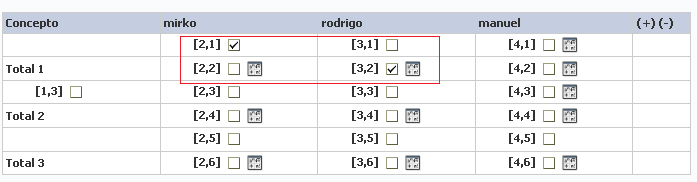 Concepto mirko rodrigo manuel (+) (-)
[2,1] [3,1] [4,1]
Total 1 [2,2] [3,2] [4,2]
[1,3] [2,3] [3,3] [4,3]
Total 2 [2,4] [3,4] [4,4]
[2,5] [3,5] [4,5]
Total 3 [2,6] [3,6] [4,6]